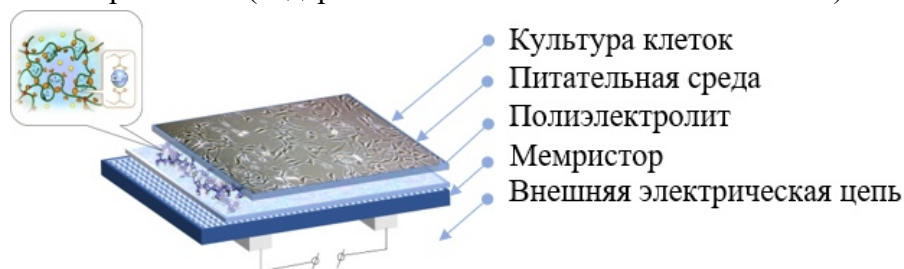 Культура клеток
Питательная среда
Полиэлектролит
Мемристор
Внешняя электрическая цепь